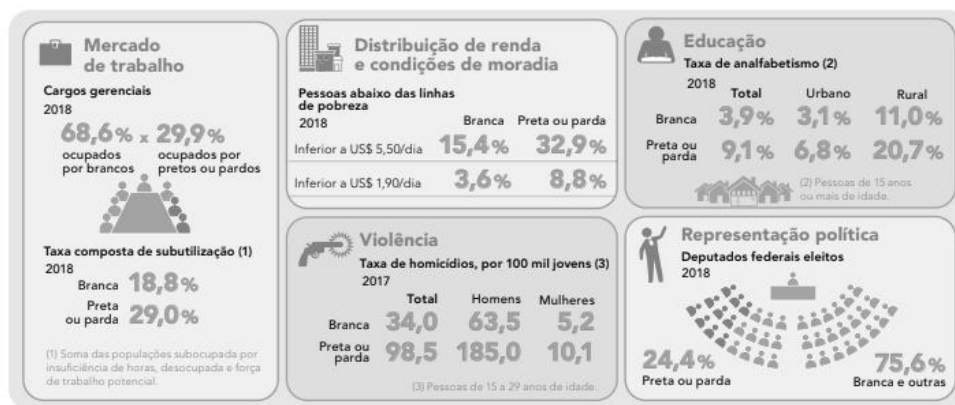 Mercado
de trabalho
Cargos gerenciais
2018
68,6% x 29,9%
ocupados por brancos
ocupados por pretos ou pardos
Taxa composta de subutilização (1)
2018
Branca 18,8%
Preta ou parda 29,0%
(1) Soma das populações subocupada por
insuficiência de horas, desocupada e força
de trabalho potencial.
Distribuição de renda
e condições de moradia
Pessoas abaixo das linhas
de pobreza
2018 Branca Preta ou parda
Inferior a US$ 5,50/dia 15,4% 32,9%
Inferior a US$ 1,90/dia 3,6% 8,8%
Educação
Taxa de analfabetismo (2)
2018 Total Urbano Rural
Branca 3,9% 3,1% 11,0%
Preta ou parda 9,1% 6,8% 20,7%
(2) Pessoas de 15 anos
ou mais de idade.
Violência
Taxa de homicídios, por 100 mil jovens (3)
2017
Total Homens Mulheres
Branca 34,0 63,5 5,2
Preta ou parda 98,5 185,0 10,1
(3) Pessoas de 15 a 29 anos de idade.
Representação política
Deputados federais eleitos
2018
24,4%
Preta ou parda
75,6%
Branca e outras